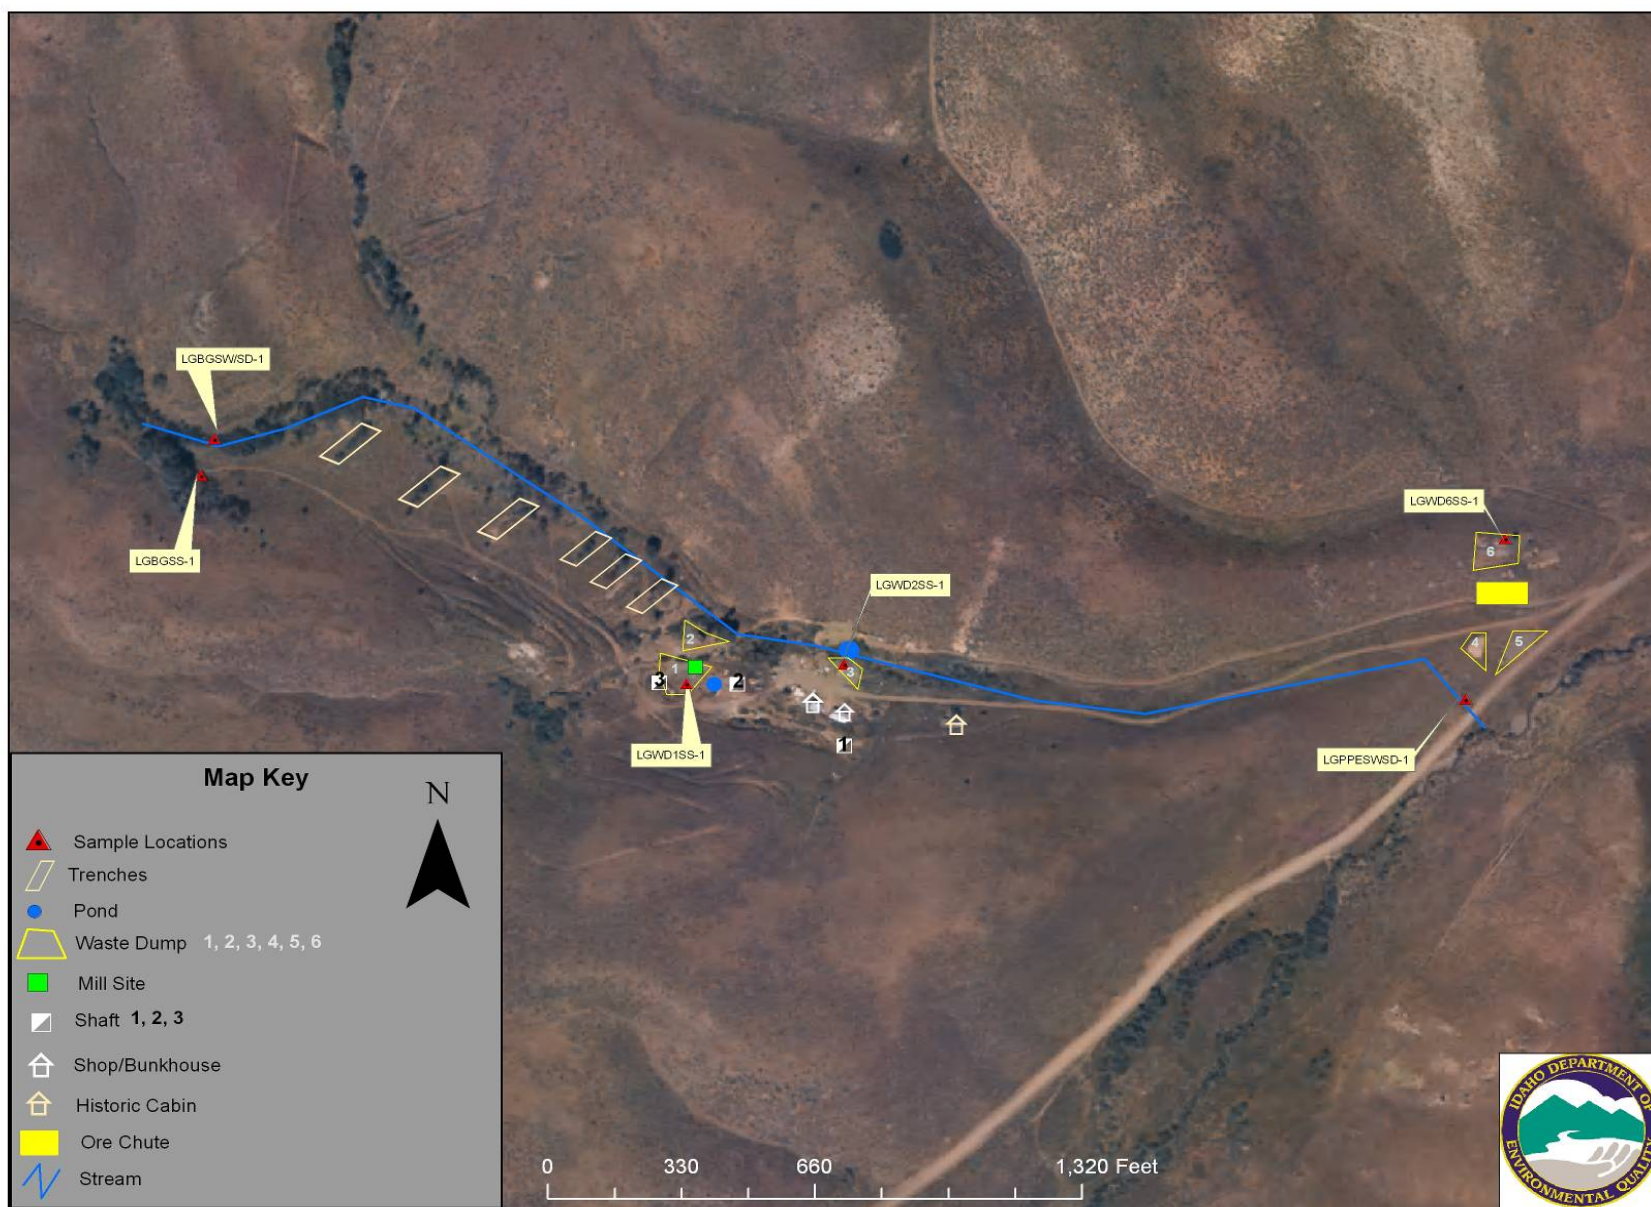 LGBGSW/SD-1
LGBGSS-1
LGWD6SS-1
LGWD2SS-1
6
2
1
3
2
3
4
5
1
LGWD1SS-1
LGPPESWSD-1
Map Key
N
Sample Locations
Trenches
Pond
Waste Dump 1, 2, 3, 4, 5, 6
Mill Site
Shaft 1, 2, 3
Shop/Bunkhouse
Historic Cabin
Ore Chute
Stream
0 330 660 1,320 Feet
IDAHO DEPARTMENT OF
ENVIRONMENTAL QUALITY